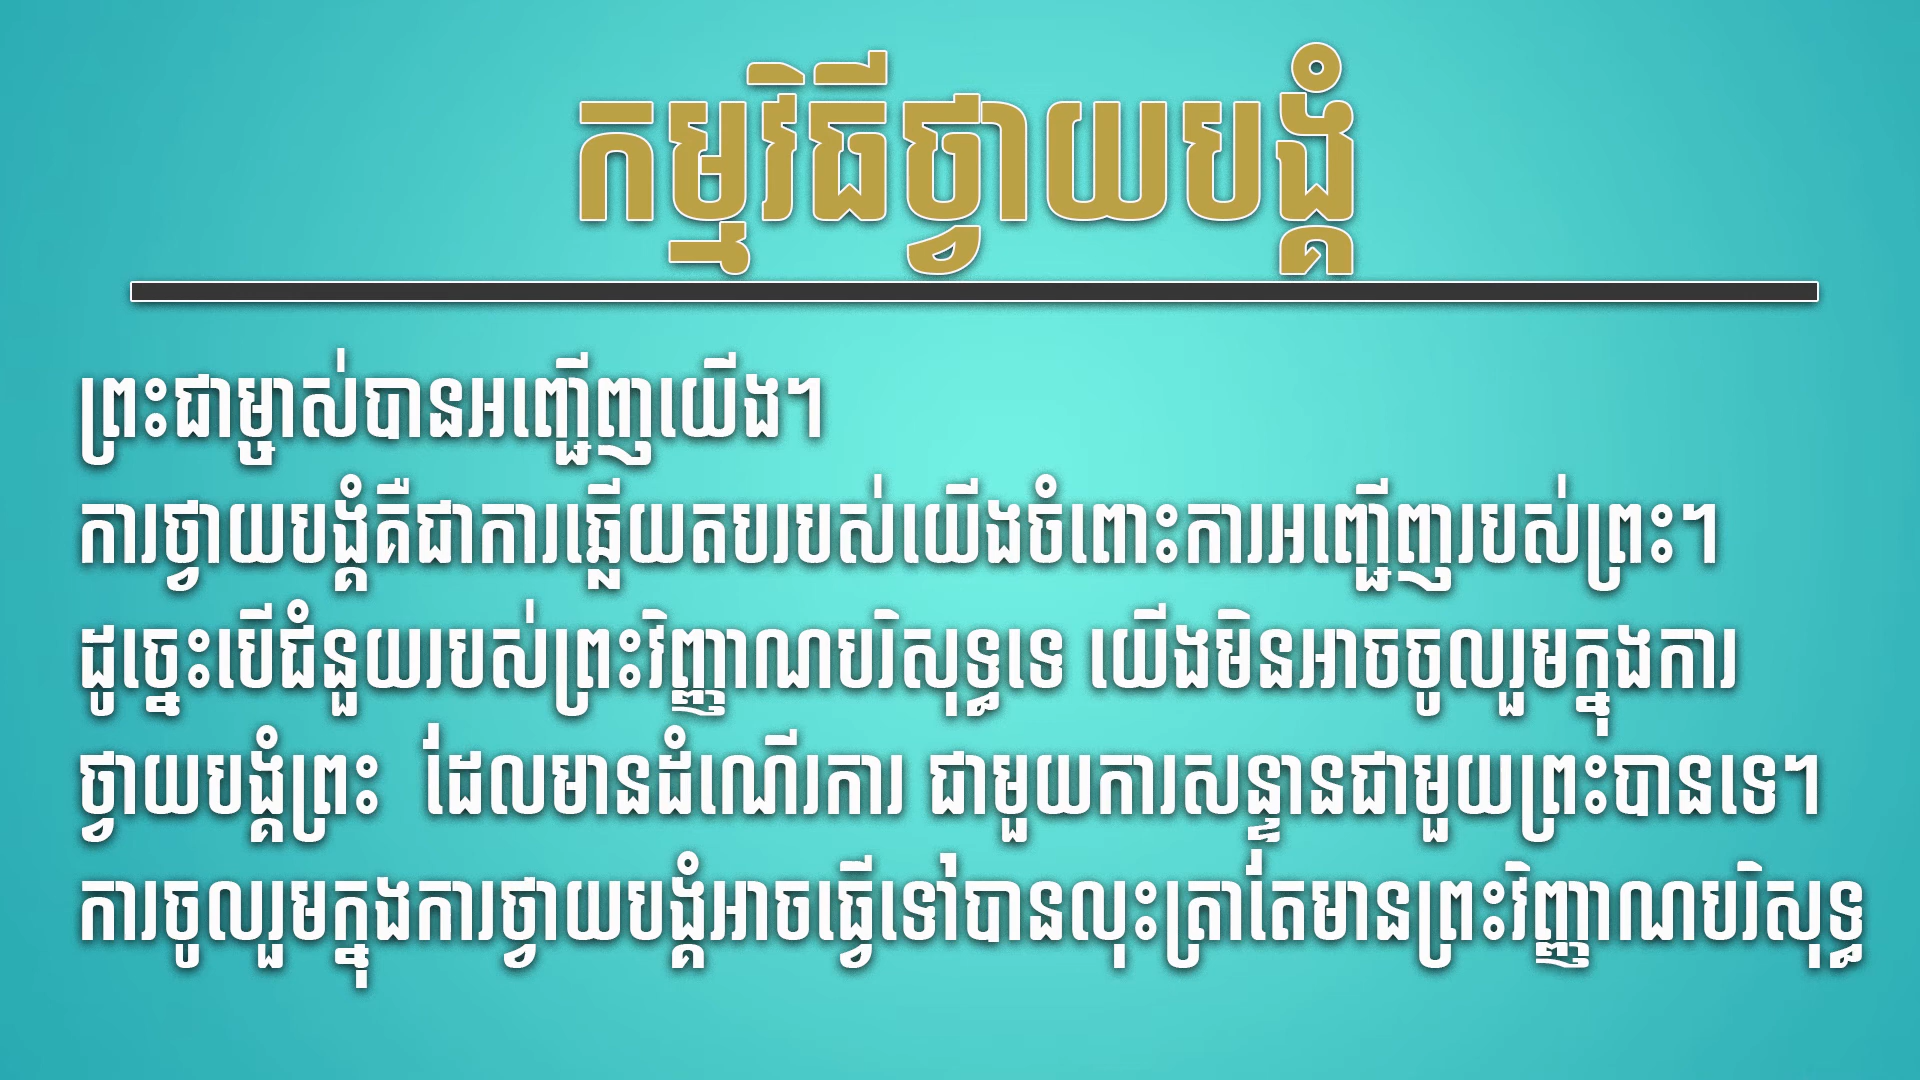 កម្មវិធីថ្វាយបង្គំ
ព្រះជាម្ចាស់បានអញ្ជើញយើង។
ការថ្វាយបង្គំគឺជាការឆ្លើយតបរបស់យើងចំពោះការអញ្ជើញរបស់ព្រះ។
ដូច្នេះបើជំនួយរបស់ព្រះវិញ្ញាណបរិសុទ្ធទេ យើងមិនអាចចូលរួមក្នុងការ
ថ្វាយបង្គំព្រះ ដែលមានដំណើរការ ជាមួយការសន្ទានជាមួយព្រះបានទេ។
ការចូលរួមក្នុងការថ្វាយបង្គំអាចធ្វើទៅបានលុះត្រាតែមានព្រះវិញ្ញាណបរិសុទ្ធ